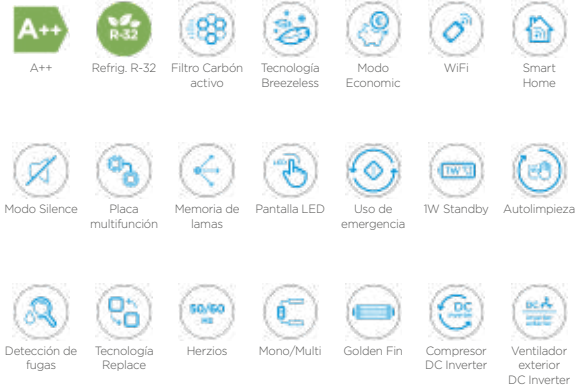 A++
R-32
A++
Refrig. R-32
Filtro Carbón
activo
Tecnología
Breezeless
Modo
Economic
WiFi
Smart
Home
LED
1W
Modo Silence
Placa
multifunción
Memoria de
lamas
Pantalla LED
Uso de
emergencia
1W Standby
Autolimpieza
50/60
Hz
DC
Inverter
DC
Detección de
fugas
Tecnología
Replace
Herzios
Mono/Multi
Golden Fin
Compresor
DC Inverter
Ventilador
exterior
DC Inverter